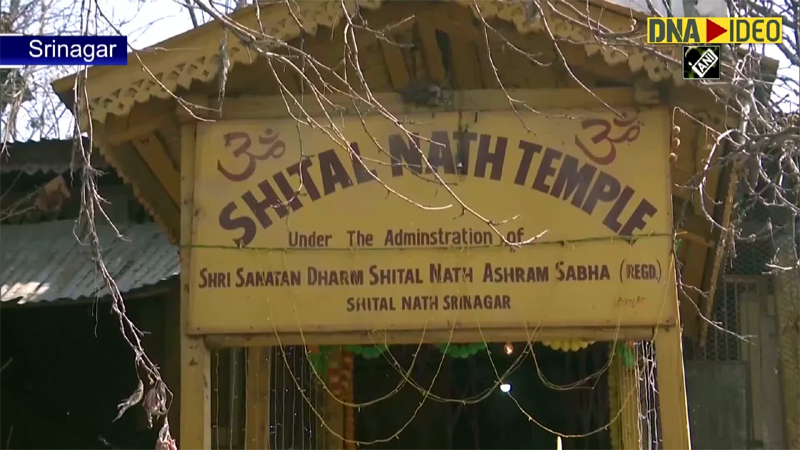 Srinagar
DNA VIDEO
ANI
ॐ ॐ
SHITAL NATH TEMPLE
Under The Adminstration of
SHRI SANATAN DHARM SHITAL NATH ASHRAM SABHA (REGD.)
SHITAL NATH SRINAGAR